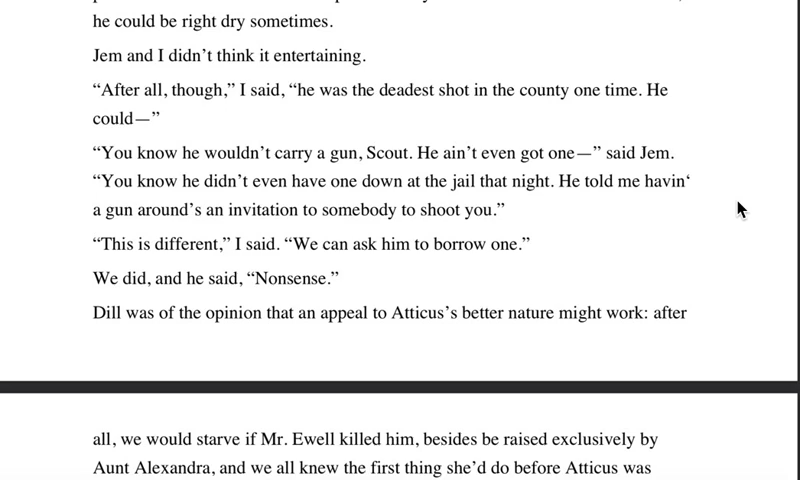 he could be right dry sometimes.
Jem and I didn’t think it entertaining.
“After all, though,” I said, “he was the deadest shot in the county one time. He
could—”
“You know he wouldn’t carry a gun, Scout. He ain’t even got one—” said Jem.
“You know he didn’t even have one down at the jail that night. He told me havin‘
a gun around’s an invitation to somebody to shoot you.”
“This is different,” I said. “We can ask him to borrow one.”
We did, and he said, “Nonsense.”
Dill was of the opinion that an appeal to Atticus’s better nature might work: after
all, we would starve if Mr. Ewell killed him, besides be raised exclusively by
Aunt Alexandra, and we all knew the first thing she’d do before Atticus was